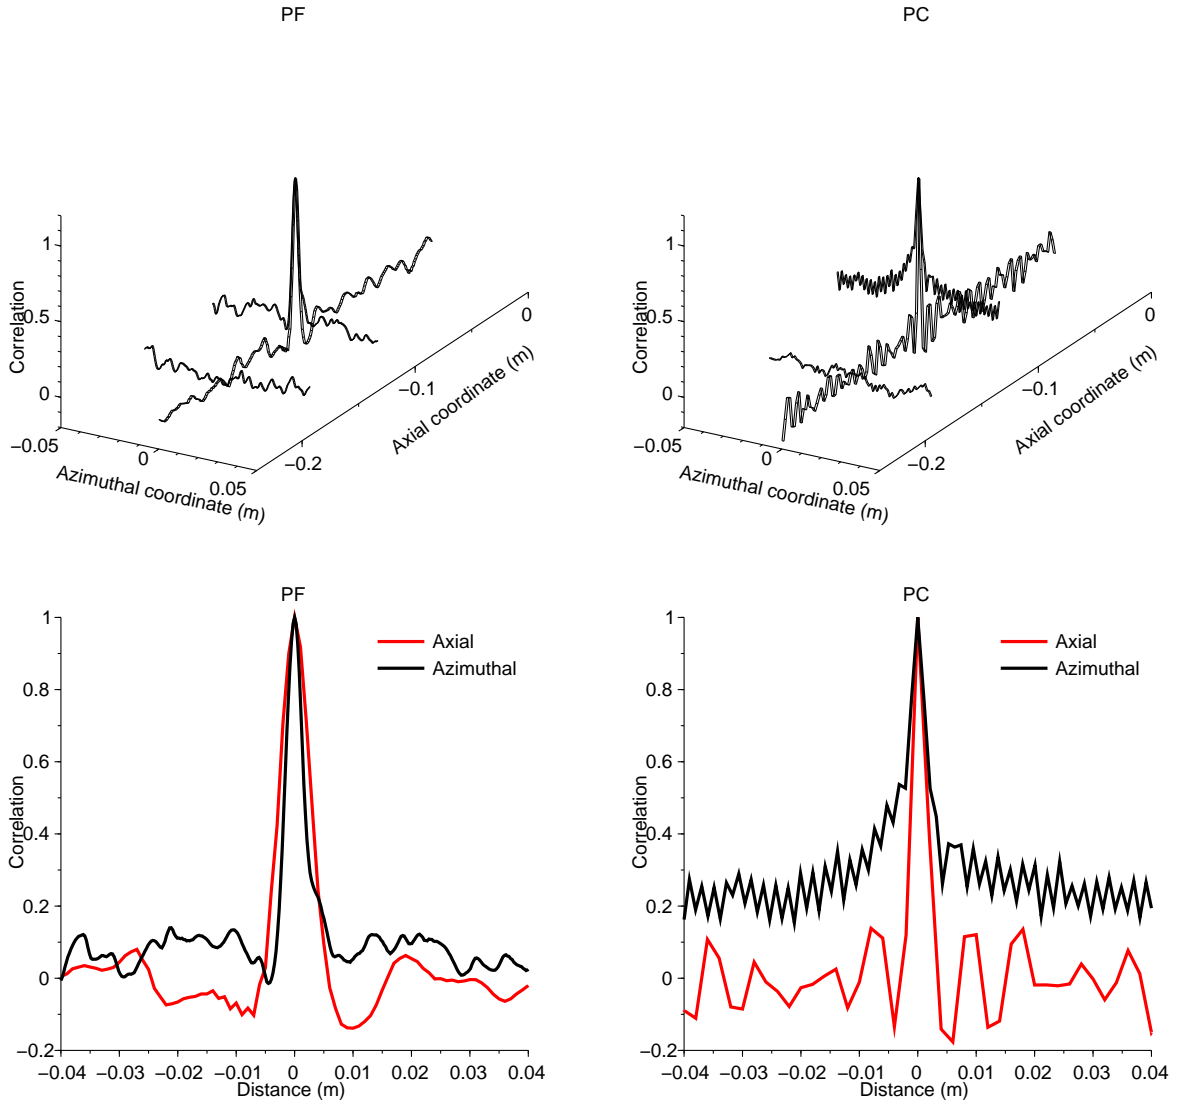 PF
1
0.5
0
Correlation
−0.05
0
0.05
Azimuthal coordinate (m)
−0.2
−0.1
0
Axial coordinate (m)
PC
1
0.5
0
Correlation
−0.05
0
0.05
Azimuthal coordinate (m)
−0.2
−0.1
0
Axial coordinate (m)
PF
1
0.8
0.6
0.4
0.2
0
−0.2
Correlation
Axial
Azimuthal
−0.04 −0.03 −0.02 −0.01 0 0.01 0.02 0.03 0.04
Distance (m)
PC
1
0.8
0.6
0.4
0.2
0
−0.2
Correlation
Axial
Azimuthal
−0.04 −0.03 −0.02 −0.01 0 0.01 0.02 0.03 0.04
Distance (m)